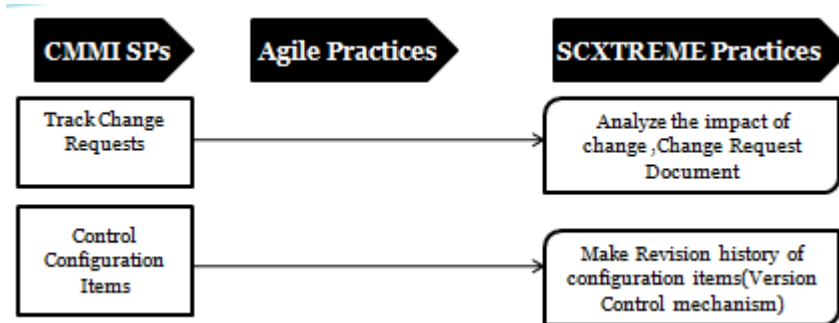 CMMI SPs
Agile Practices
SCXTREME Practices
Track Change
Requests
Analyze the impact of
change ,Change Request
Document
Control
Configuration
Items
Make Revision history of
configuration items(Version
Control mechanism)